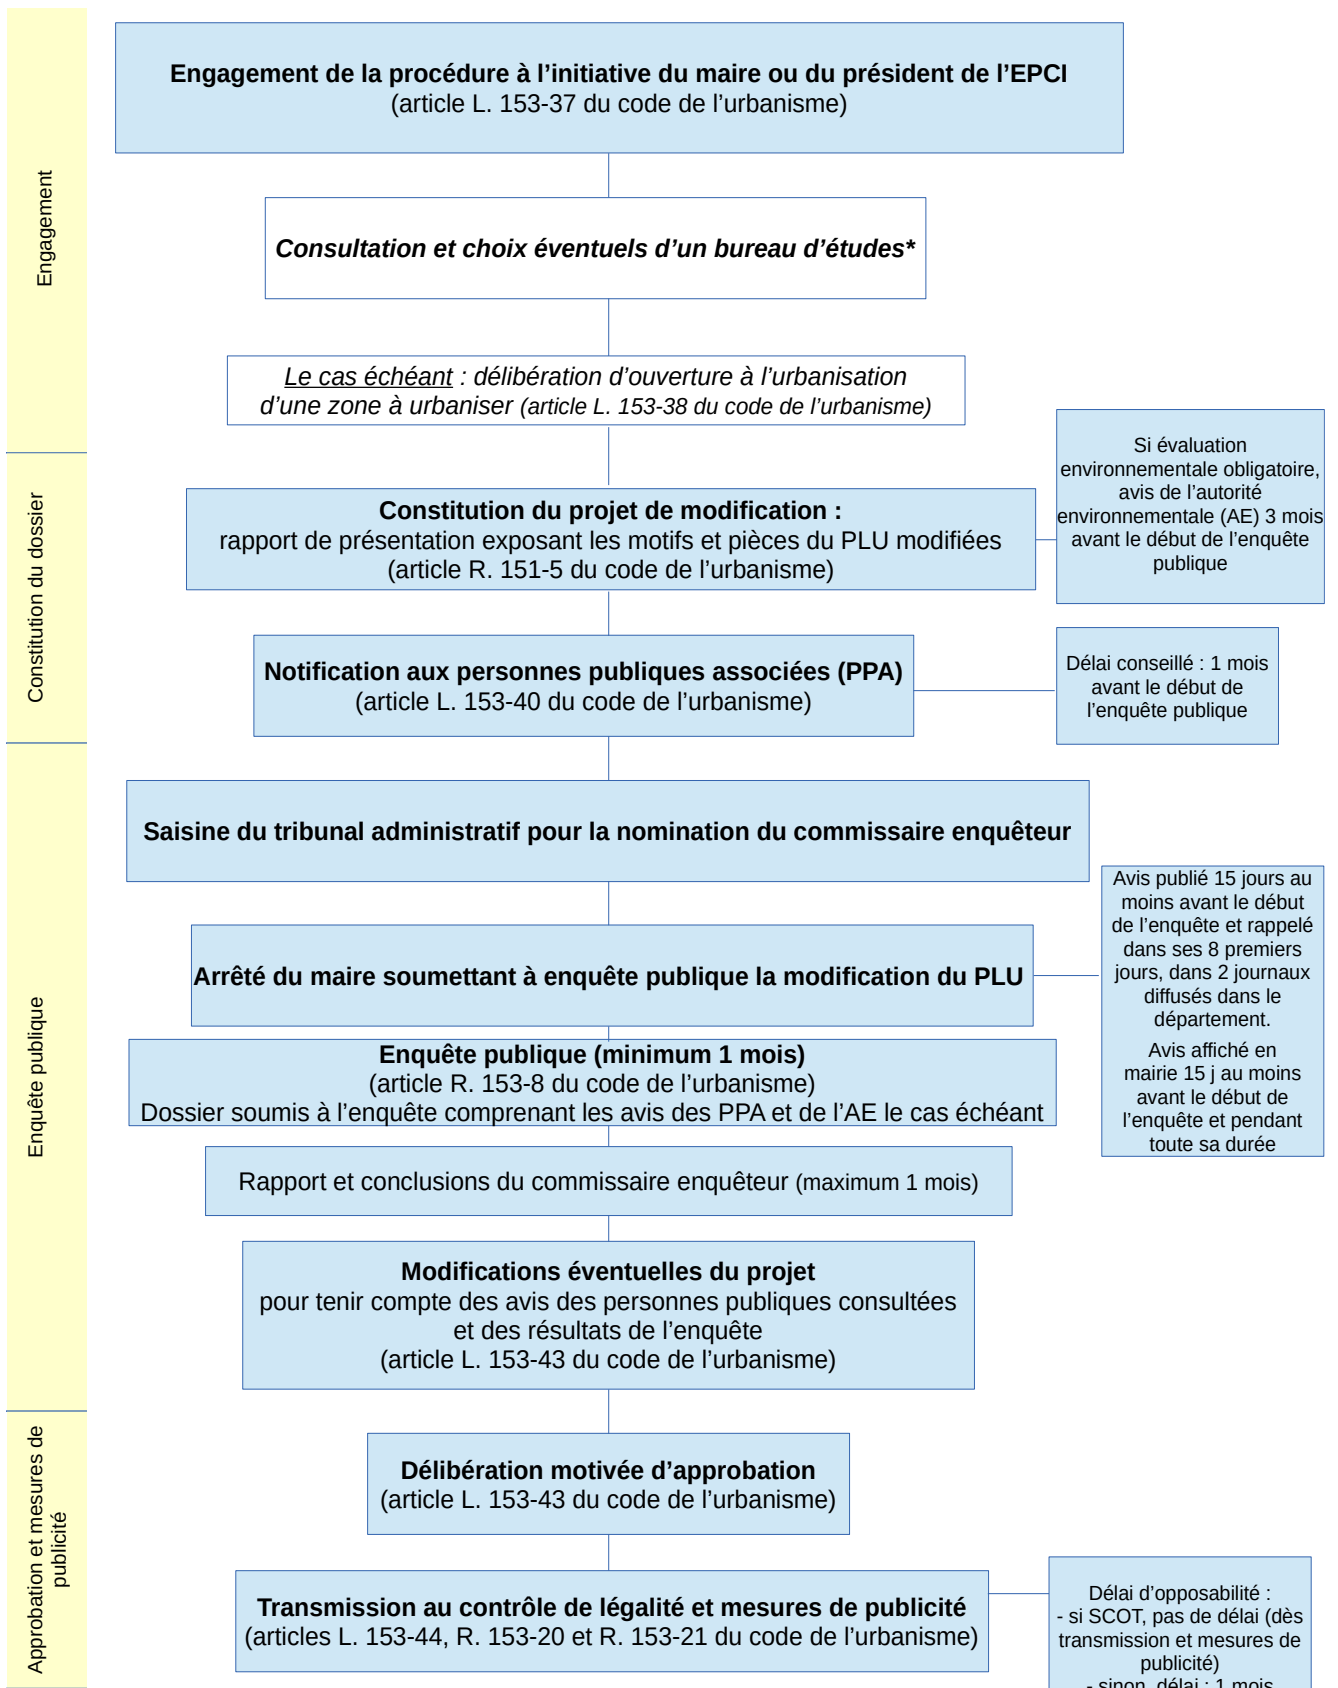 Engagement
Engagement de la procédure à l’initiative du maire ou du président de l’EPCI
(article L. 153-37 du code de l’urbanisme)
Consultation et choix éventuels d’un bureau d’études*
Le cas échéant : délibération d’ouverture à l’urbanisation
d’une zone à urbaniser (article L. 153-38 du code de l’urbanisme)
Constitution du dossier
Constitution du projet de modification :
rapport de présentation exposant les motifs et pièces du PLU modifiées
(article R. 151-5 du code de l’urbanisme)
Si évaluation
environnementale obligatoire,
avis de l’autorité
environnementale (AE) 3 mois
avant le début de l’enquête
publique
Notification aux personnes publiques associées (PPA)
(article L. 153-40 du code de l’urbanisme)
Délai conseillé : 1 mois
avant le début de
l’enquête publique
Enquête publique
Saisine du tribunal administratif pour la nomination du commissaire enquêteur
Arrêté du maire soumettant à enquête publique la modification du PLU
Avis publié 15 jours au
moins avant le début
de l’enquête et rappelé
dans ses 8 premiers
jours, dans 2 journaux
diffusés dans le
département.
Avis affiché en
mairie 15 j au moins
avant le début de
l’enquête et pendant
toute sa durée
Enquête publique (minimum 1 mois)
(article R. 153-8 du code de l’urbanisme)
Dossier soumis à l’enquête comprenant les avis des PPA et de l’AE le cas échéant
Rapport et conclusions du commissaire enquêteur (maximum 1 mois)
Modifications éventuelles du projet
pour tenir compte des avis des personnes publiques consultées
et des résultats de l’enquête
(article L. 153-43 du code de l’urbanisme)
Approbation et mesures de
publicité
Délibération motivée d’approbation
(article L. 153-43 du code de l’urbanisme)
Transmission au contrôle de légalité et mesures de publicité
(articles L. 153-44, R. 153-20 et R. 153-21 du code de l’urbanisme)
Délai d’opposabilité :
- si SCOT, pas de délai (dès
transmission et mesures de
publicité)
- sinon, délai : 1 mois